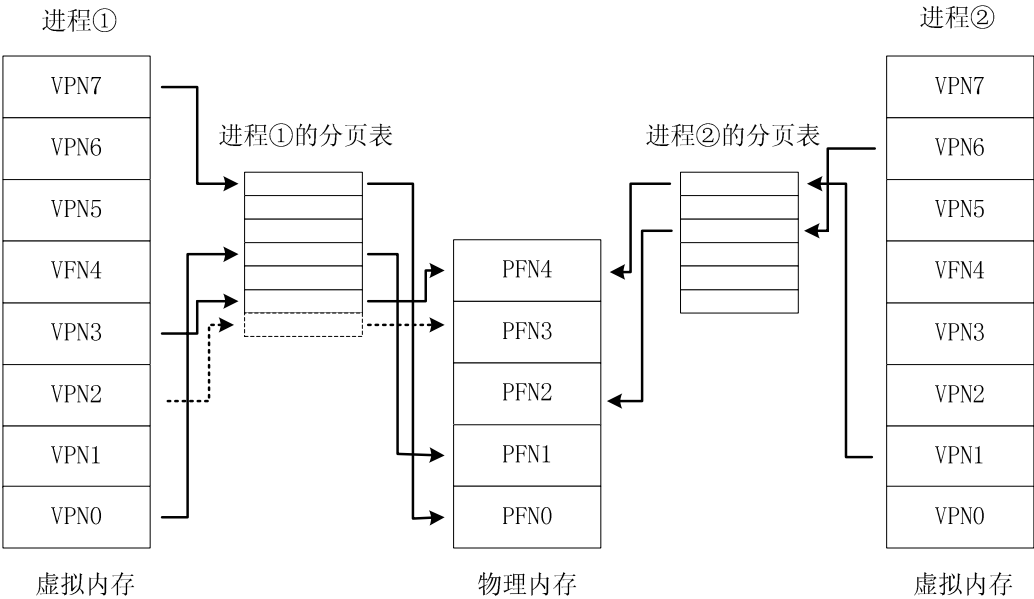 进程①
VPN7
VPN6
VPN5
VFN4
VPN3
VPN2
VPN1
VPN0
虚拟内存
进程①的分页表
PFN4
PFN3
PFN2
PFN1
PFN0
物理内存
进程②的分页表
进程②
VPN7
VPN6
VPN5
VFN4
VPN3
VPN2
VPN1
VPN0
虚拟内存